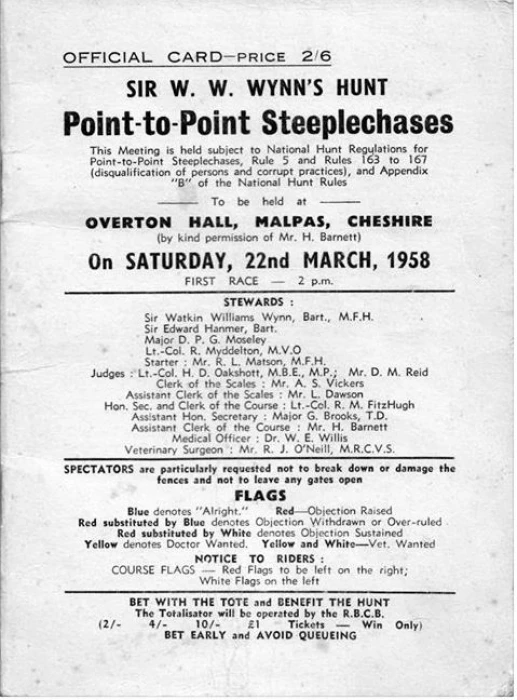 OFFICIAL CARD—PRICE 2/6
SIR W. W. WYNN'S HUNT
Point-to-Point Steeplechases
This Meeting is held subject to National Hunt Regulations for
Point-to-Point Steeplechases, Rule 5 and Rules 163 to 167
(disqualification of persons and corrupt practices), and Appendix
"B" of the National Hunt Rules
To be held at
OVERTON HALL, MALPAS, CHESHIRE
(by kind permission of Mr. H. Barnett)
On SATURDAY, 22nd MARCH, 1958
FIRST RACE — 2 p.m.
STEWARDS :
Sir Watkin Williams Wynn, Bart., M.F.H.
Sir Edward Hanmer, Bart.
Major D. P. G. Moseley
Lt.-Col. R. Myddelton, M.V.O
Starter : Mr. R. L. Matson, M.F.H.
Judges : Lt.-Col. H. D. Oakshott, M.B.E., M.P.; Mr. D. M. Reid
Clerk of the Scales : Mr. A. S. Vickers
Assistant Clerk of the Scales : Mr. L. Dawson
Hon. Sec. and Clerk of the Course : Lt.-Col. R. M. FitzHugh
Assistant Hon. Secretary : Major G. Brooks, T.D.
Assistant Clerk of the Course : Mr. H. Barnett
Medical Officer : Dr. W. E. Willis
Veterinary Surgeon : Mr. R. J. O'Neill, M.R.C.V.S.
SPECTATORS are particularly requested not to break down or damage the
fences and not to leave any gates open
FLAGS
Blue denotes "Alright." Red—Objection Raised
Red substituted by Blue denotes Objection Withdrawn or Over-ruled
Red substituted by White denotes Objection Sustained
Yellow denotes Doctor Wanted. Yellow and White—Vet. Wanted
NOTICE TO RIDERS :
COURSE FLAGS — Red Flags to be left on the right;
White Flags on the left
BET WITH THE TOTE and BENEFIT THE HUNT
The Totalisator will be operated by the R.B.C.B.
(2/- 4/- 10/- £1 Tickets — Win Only)
BET EARLY and AVOID QUEUEING